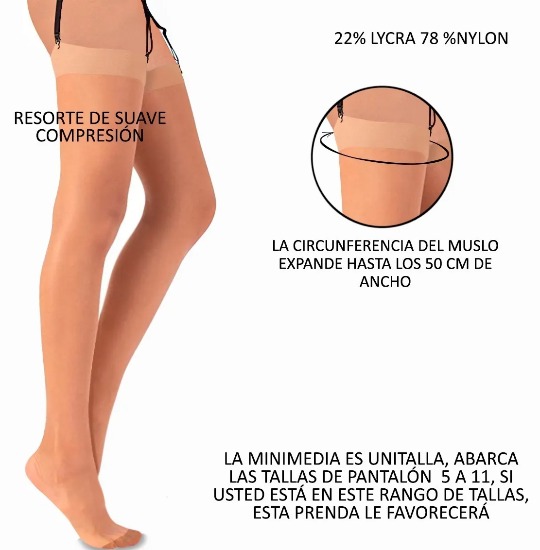 22% LYCRA 78 %NYLON
RESORTE DE SUAVE
COMPRESIÓN
LA CIRCUNFERENCIA DEL MUSLO
EXPANDE HASTA LOS 50 CM DE
ANCHO
LA MINIMEDIA ES UNITALLA, ABARCA
LAS TALLAS DE PANTALÓN 5 A 11, SI
USTED ESTÁ EN ESTE RANGO DE TALLAS,
ESTA PRENDA LE FAVORECERÁ